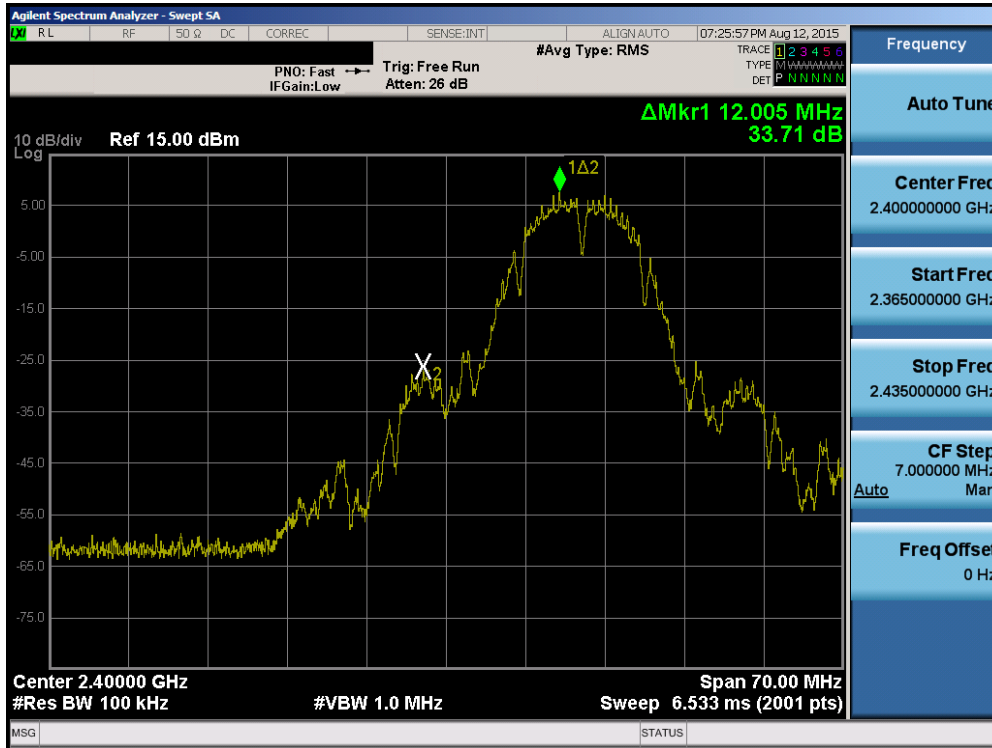 Agilent Spectrum Analyzer - Swept SA
LXI RL RF 50 Ω DC CORREC SENSE:INT ALIGN AUTO 07:25:57 PM Aug 12, 2015
#Avg Type: RMS TRACE 1 2 3 4 5 6
PNO: Fast Trig: Free Run TYPE M WWWWW
IFGain:Low Atten: 26 dB DET P N N N N N
ΔMkr1 12.005 MHz
33.71 dB
10 dB/div Ref 15.00 dBm
Log
1Δ2
5.00
-5.00
-15.0
-25.0
X2
-35.0
-45.0
-55.0
-65.0
-75.0
Center 2.40000 GHz Span 70.00 MHz
#Res BW 100 kHz #VBW 1.0 MHz Sweep 6.533 ms (2001 pts)
MSG STATUS
Frequency
Auto Tune
Center Freq
2.400000000 GHz
Start Freq
2.365000000 GHz
Stop Freq
2.435000000 GHz
CF Step
7.000000 MHz
Auto Man
Freq Offset
0 Hz